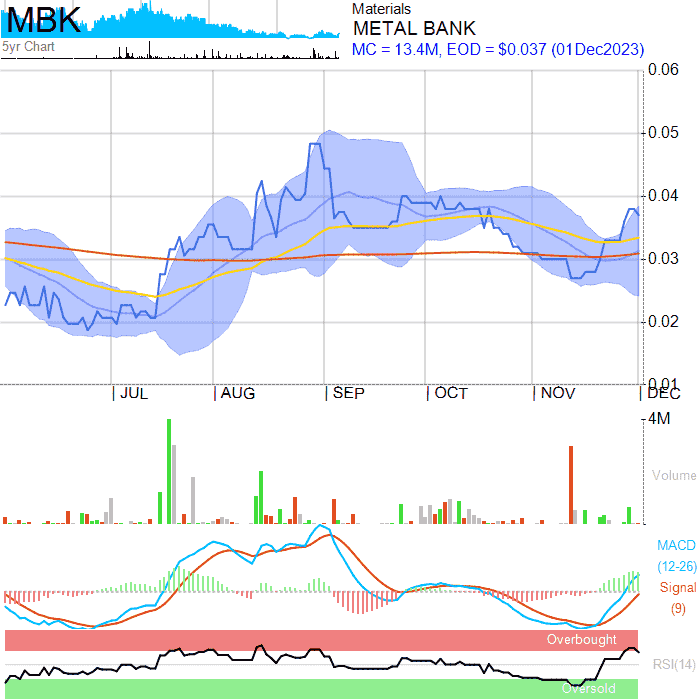 MBK
5yr Chart
Materials
METAL BANK
MC = 13.4M, EOD = $0.037 (01Dec2023)
0.06
0.05
0.04
0.03
0.02
0.01
JUL AUG SEP OCT NOV DEC
4M
Volume
MACD
(12-26)
Signal
(9)
Overbought
RSI(14)
Oversold